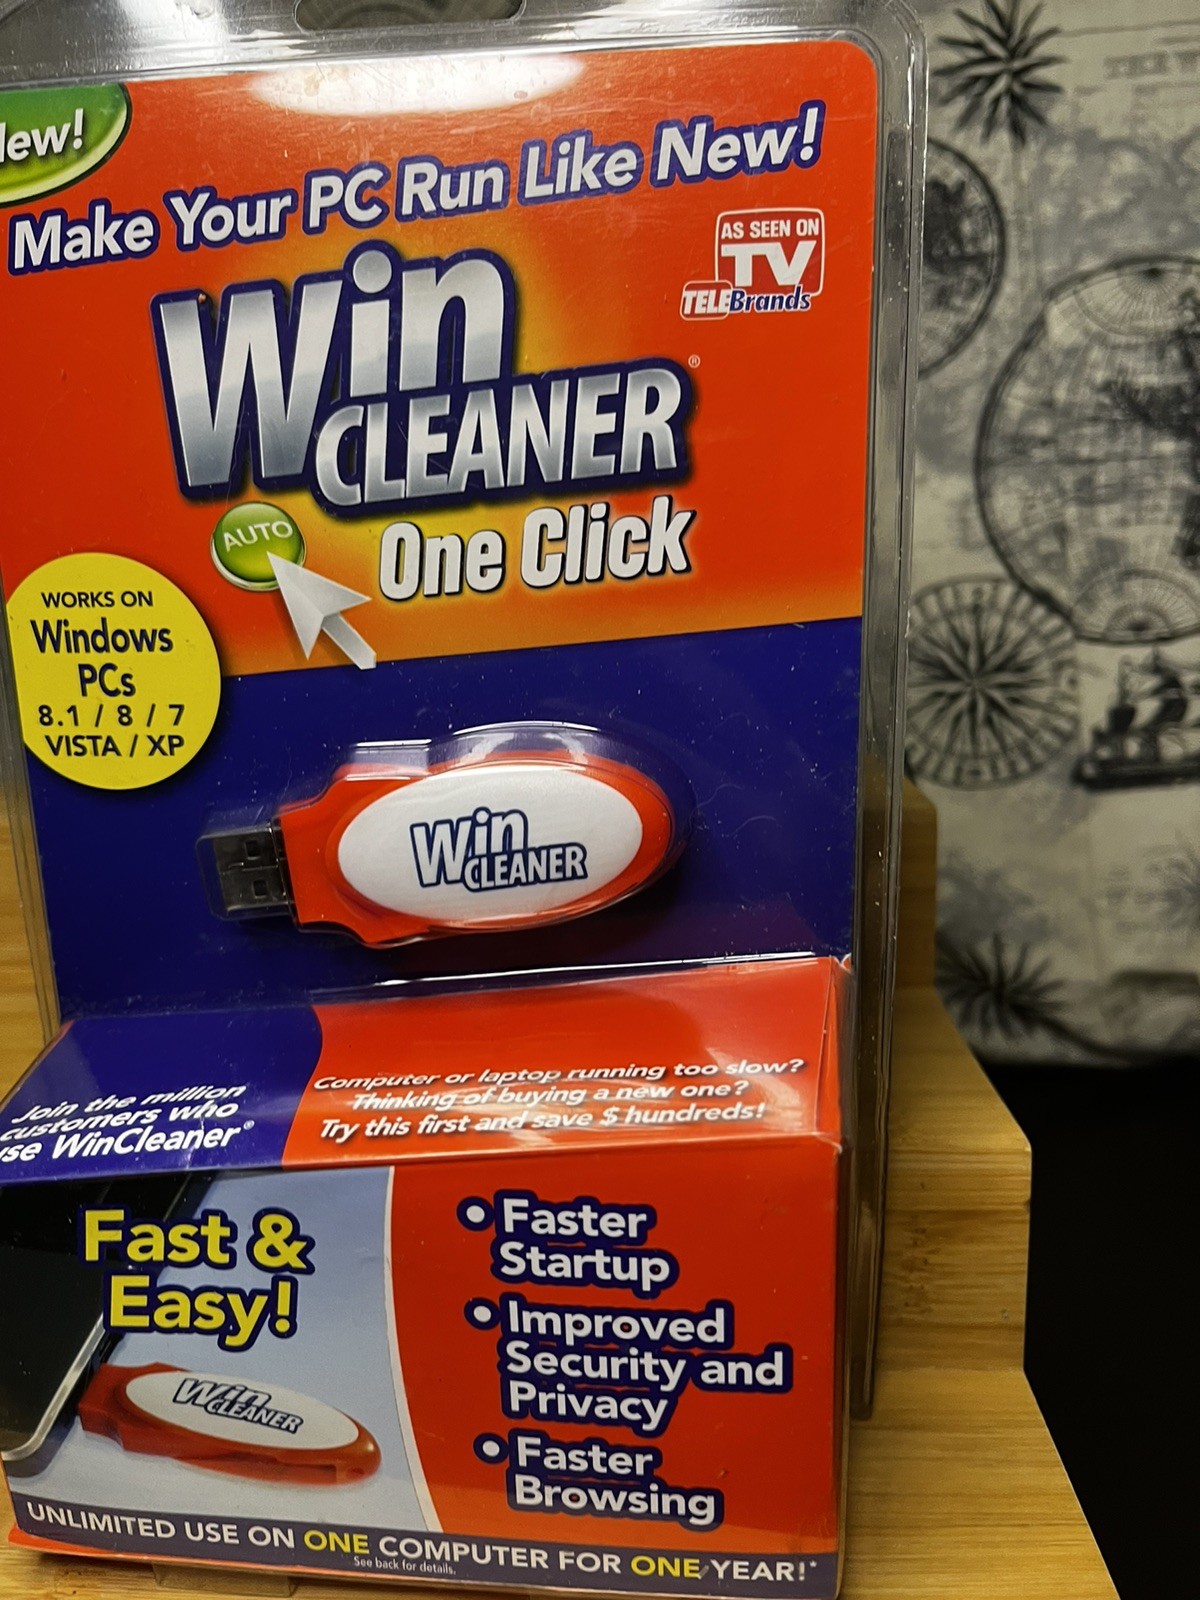 Make Your PC Run Like New!
AS SEEN ON
TV
TELEBrands
Win
CLEANER®
AUTO
One Click
WORKS ON
Windows
PCs
8.1 / 8 / 7
VISTA / XP
Win
CLEANER
Join the million
customers who
WinCleaner®
Computer or laptop running too slow?
Thinking of buying a new one?
Try this first and save $ hundreds!
Fast &
Easy!
Win
CLEANER
• Faster
Startup
• Improved
Security and
Privacy
• Faster
Browsing
UNLIMITED USE ON ONE COMPUTER FOR ONE YEAR!*
See back for details.